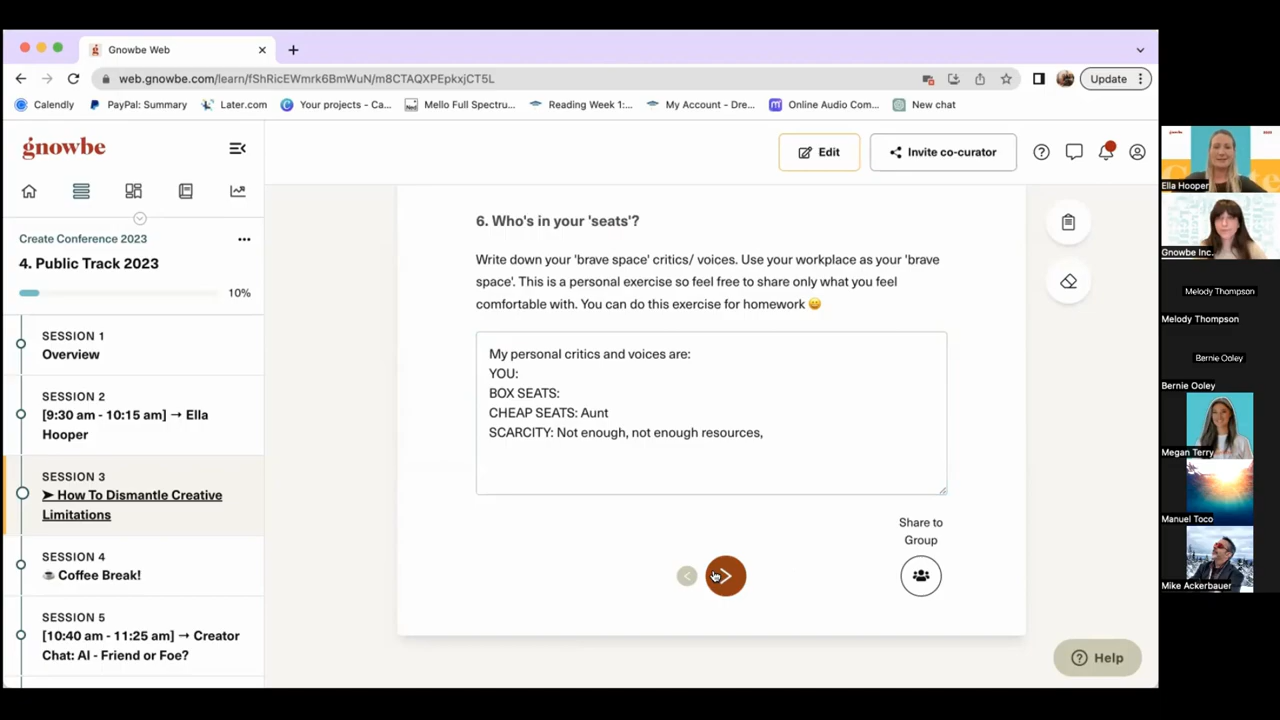 Gnowbe Web
web.gnowbe.com/learn/fShRicEWmrk6BmWuN/m8CTAQXPEpkxjCT5L
Update
Calendly
PayPal: Summary
Later.com
Your projects - Ca...
Mello Full Spectru...
Reading Week 1:...
My Account - Dre...
Online Audio Com...
New chat
gnowbe
Edit
Invite co-curator
Create Conference 2023
4. Public Track 2023
10%
SESSION 1
Overview
SESSION 2
[9:30 am - 10:15 am] → Ella
Hooper
SESSION 3
➤ How To Dismantle Creative
Limitations
SESSION 4
☕ Coffee Break!
SESSION 5
[10:40 am - 11:25 am] → Creator
Chat: AI - Friend or Foe?
6. Who's in your 'seats'?
Write down your 'brave space' critics/ voices. Use your workplace as your 'brave
space'. This is a personal exercise so feel free to share only what you feel
comfortable with. You can do this exercise for homework 😄
My personal critics and voices are:
YOU:
BOX SEATS:
CHEAP SEATS: Aunt
SCARCITY: Not enough, not enough resources,
Share to
Group
Help
Ella Hooper
Gnowbe Inc.
Melody Thompson
Melody Thompson
Bernie Ooley
Bernie Ooley
Megan Terry
Manuel Toco
Mike Ackerbauer